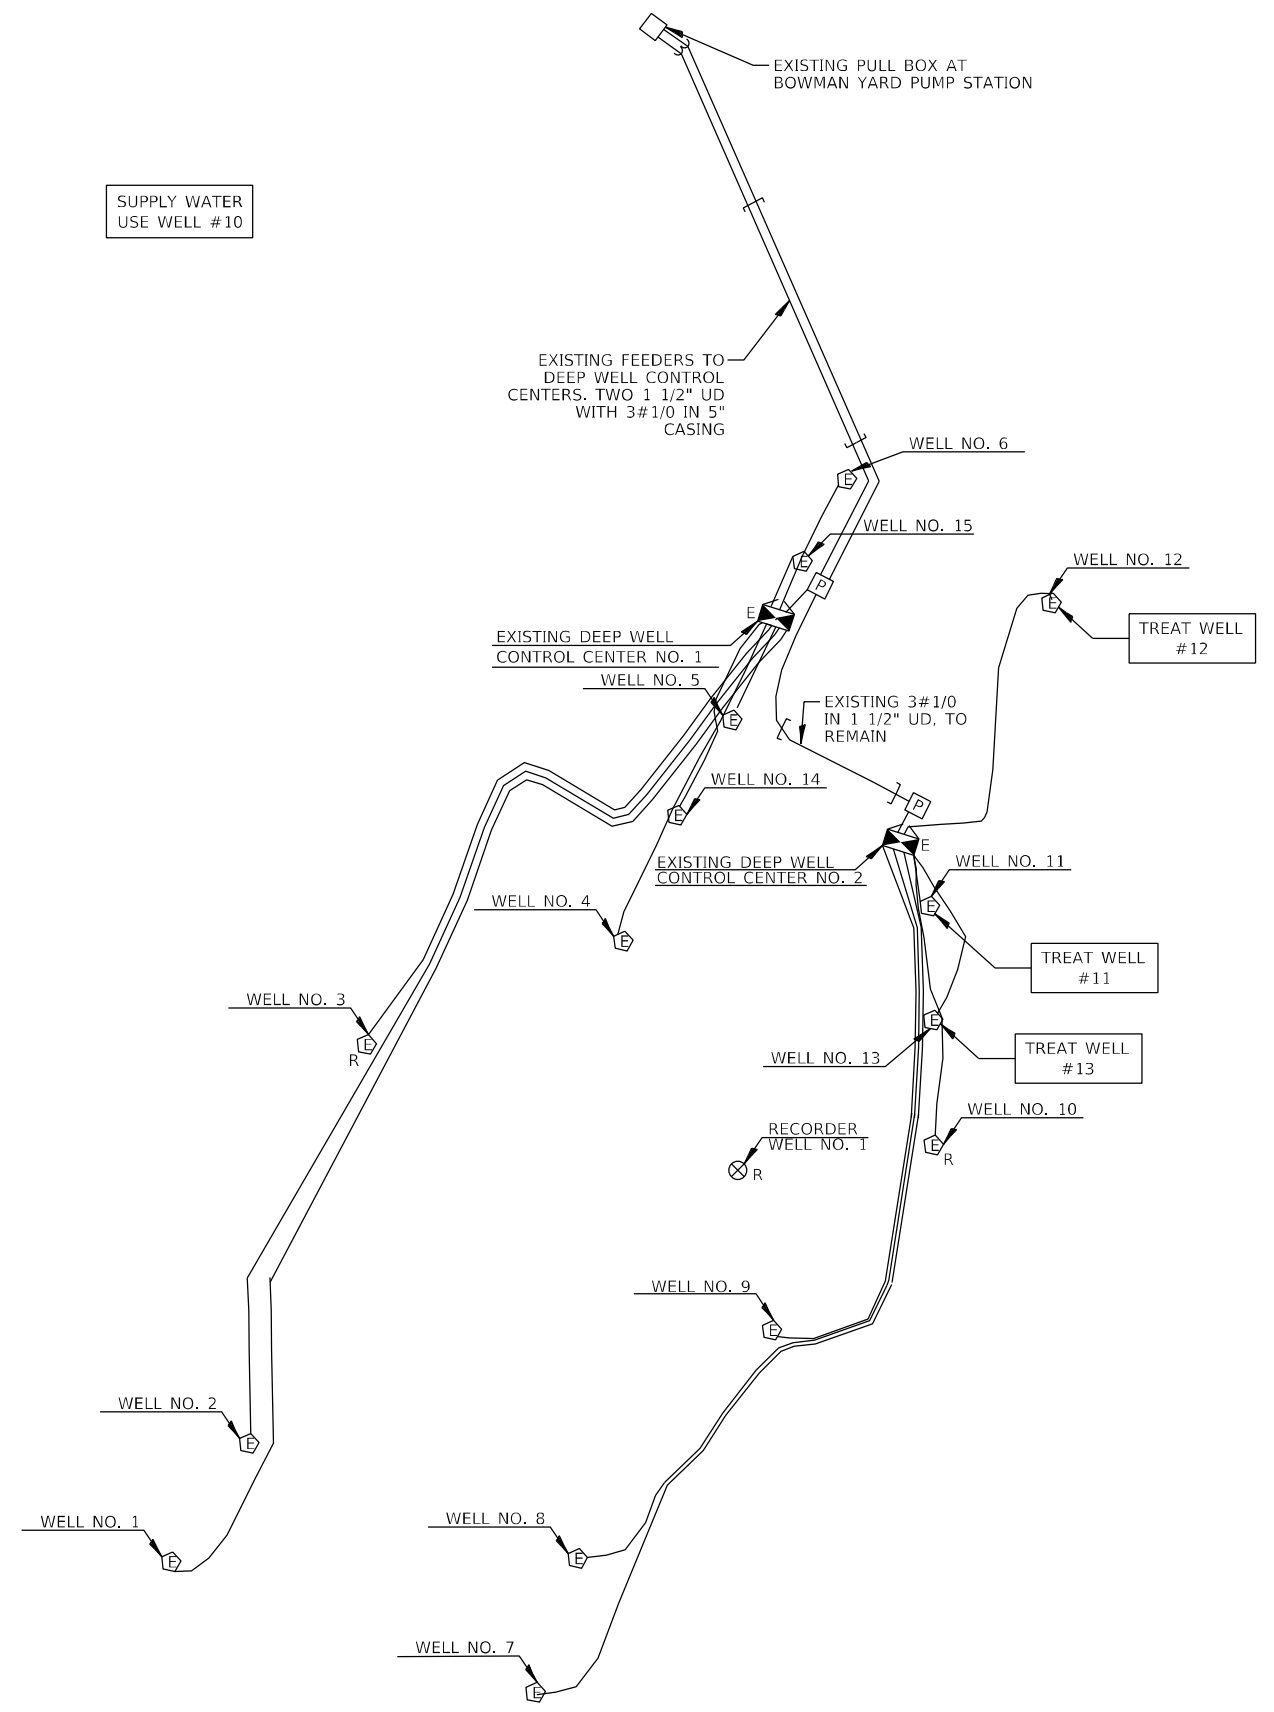 EXISTING PULL BOX AT
BOWMAN YARD PUMP STATION
SUPPLY WATER
USE WELL #10
EXISTING FEEDERS TO
DEEP WELL CONTROL
CENTERS. TWO 1 1/2" UD
WITH 3#1/0 IN 5"
CASING
WELL NO. 6
E
WELL NO. 15
E
P
WELL NO. 12
E
TREAT WELL
#12
E
EXISTING DEEP WELL
CONTROL CENTER NO. 1
WELL NO. 5
E
EXISTING 3#1/0
IN 1 1/2" UD, TO
REMAIN
WELL NO. 14
E
P
E
EXISTING DEEP WELL
CONTROL CENTER NO. 2
WELL NO. 11
E
WELL NO. 4
E
TREAT WELL
#11
WELL NO. 3
E
R
E
WELL NO. 13
TREAT WELL
#13
WELL NO. 10
E
R
RECORDER
WELL NO. 1
R
WELL NO. 9
E
WELL NO. 2
E
WELL NO. 1
E
WELL NO. 8
E
WELL NO. 7
E